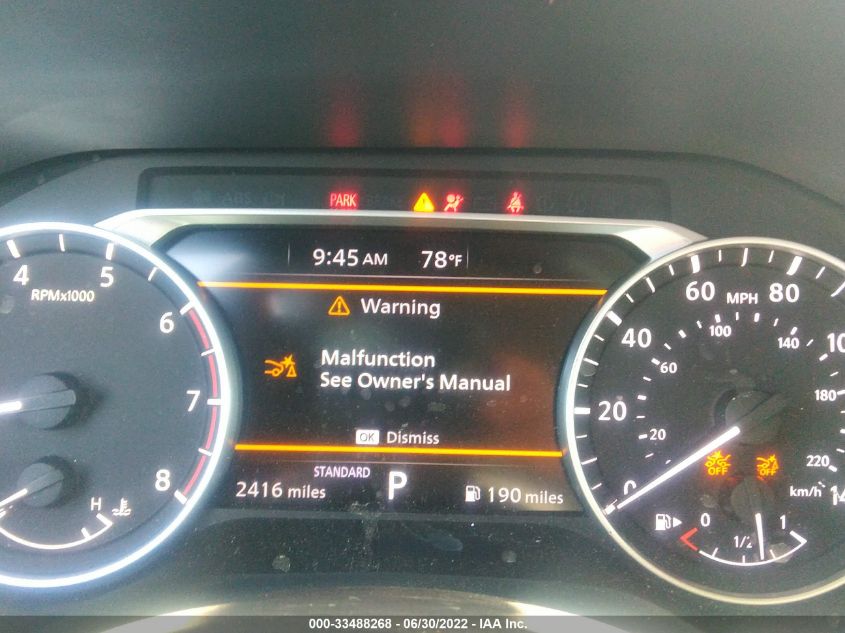 PARK
9:45 AM 78°F
Warning
Malfunction
See Owner's Manual
OK Dismiss
STANDARD
2416 miles P 190 miles
4 5 6 7 8
RPMx1000
H
0 20 40 60 80
MPH
20 60 100 140 180 220
km/h
OFF OFF
0 1/2 1
000-33488268 - 06/30/2022 - IAA Inc.